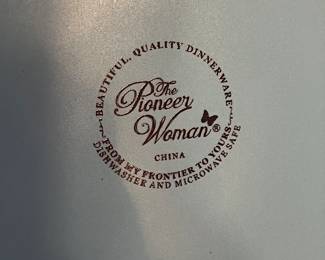 BEAUTIFUL, QUALITY DINNERWARE
The
Pioneer
Woman®
CHINA
FROM MY FRONTIER TO YOURS
DISHWASHER AND MICROWAVE SAFE